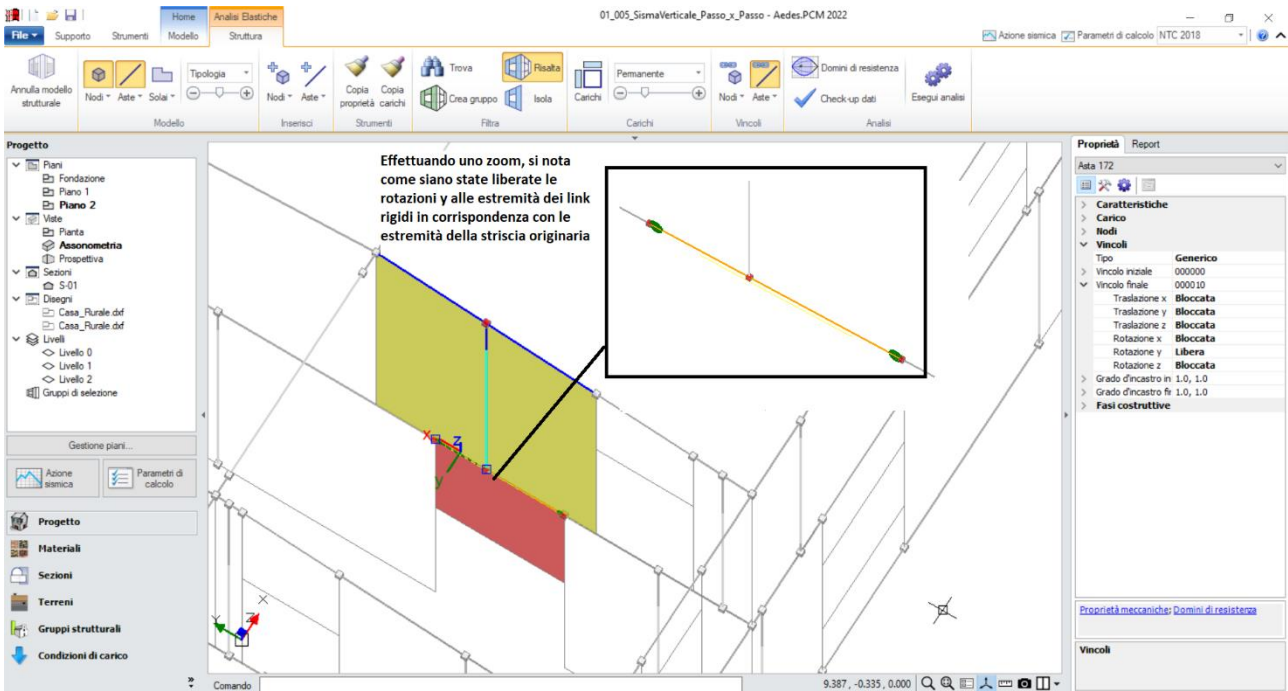 01_005_SismaVerticale_Passo_x_Passo - Aedes.PCM 2022
Home
Analisi Elastiche
File
Supporto
Strumenti
Modello
Struttura
Azione sismica
Parametri di calcolo
NTC 2018
Annulla modello
strutturale
Nodi
Aste
Solai
Tipologia
Modello
Nodi
Aste
Inserisci
Copia
proprietà
Copia
carichi
Strumenti
Trova
Crea gruppo
Risalta
Isola
Filtra
Carichi
Permanente
Carichi
Nodi
Aste
Vincoli
Domini di resistenza
Check-up dati
Esegui analisi
Analisi
Progetto
Piani
Fondazione
Piano 1
Piano 2
Viste
Pianta
Assonometria
Prospettiva
Sezioni
S-01
Disegni
Casa_Rurale.dxf
Casa_Rurale.dxf
Livelli
Livello 0
Livello 1
Livello 2
Gruppi di selezione
Gestione piani...
Azione
sismica
Parametri di
calcolo
Progetto
Materiali
Sezioni
Terreni
Gruppi strutturali
Condizioni di carico
Effettuando uno zoom, si nota
come siano state liberate le
rotazioni y alle estremità dei link
rigidi in corrispondenza con le
estremità della striscia originaria
x
z
y
X
Y
Z
Comando
9.387 , -0.335, 0.000
Proprietà
Report
Asta 172
Caratteristiche
Carico
Nodi
Vincoli
Tipo Generico
Vincolo iniziale 000000
Vincolo finale 000010
Traslazione x Bloccata
Traslazione y Bloccata
Traslazione z Bloccata
Rotazione x Bloccata
Rotazione y Libera
Rotazione z Bloccata
Grado d'incastro in 1.0, 1.0
Grado d'incastro fir 1.0, 1.0
Fasi costruttive
Proprietà meccaniche; Domini di resistenza
Vincoli